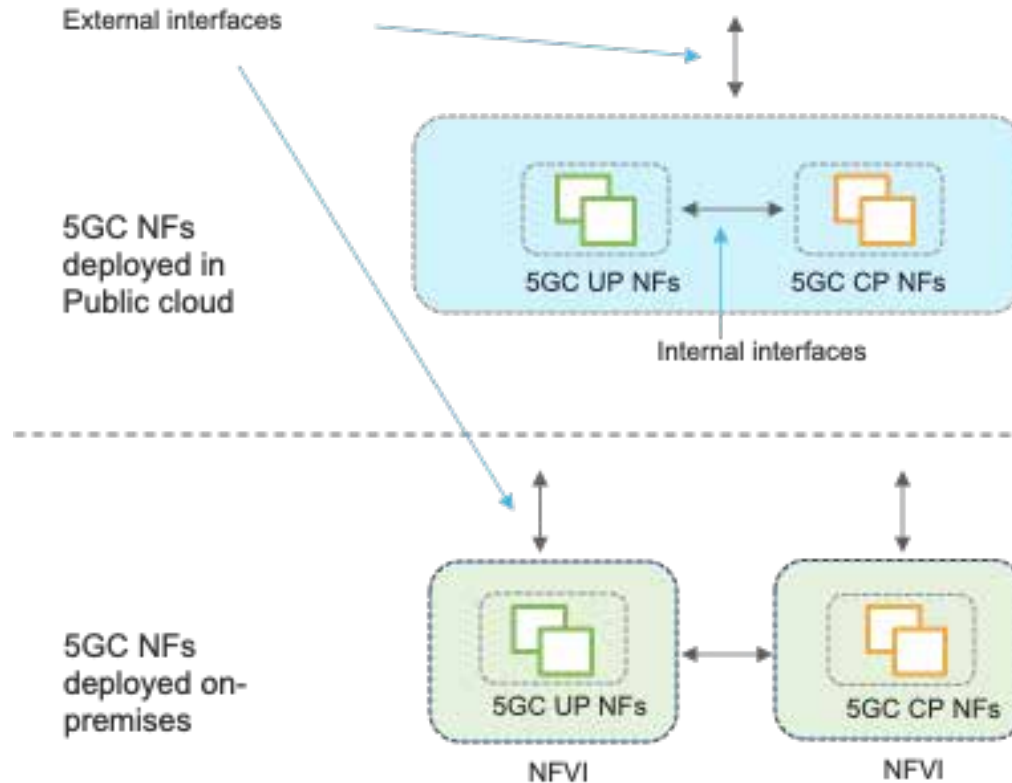 External interfaces
5GC NFs
deployed in
Public cloud
5GC UP NFs
5GC CP NFs
Internal interfaces
5GC NFs
deployed on-
premises
5GC UP NFs
5GC CP NFs
NFVI
NFVI